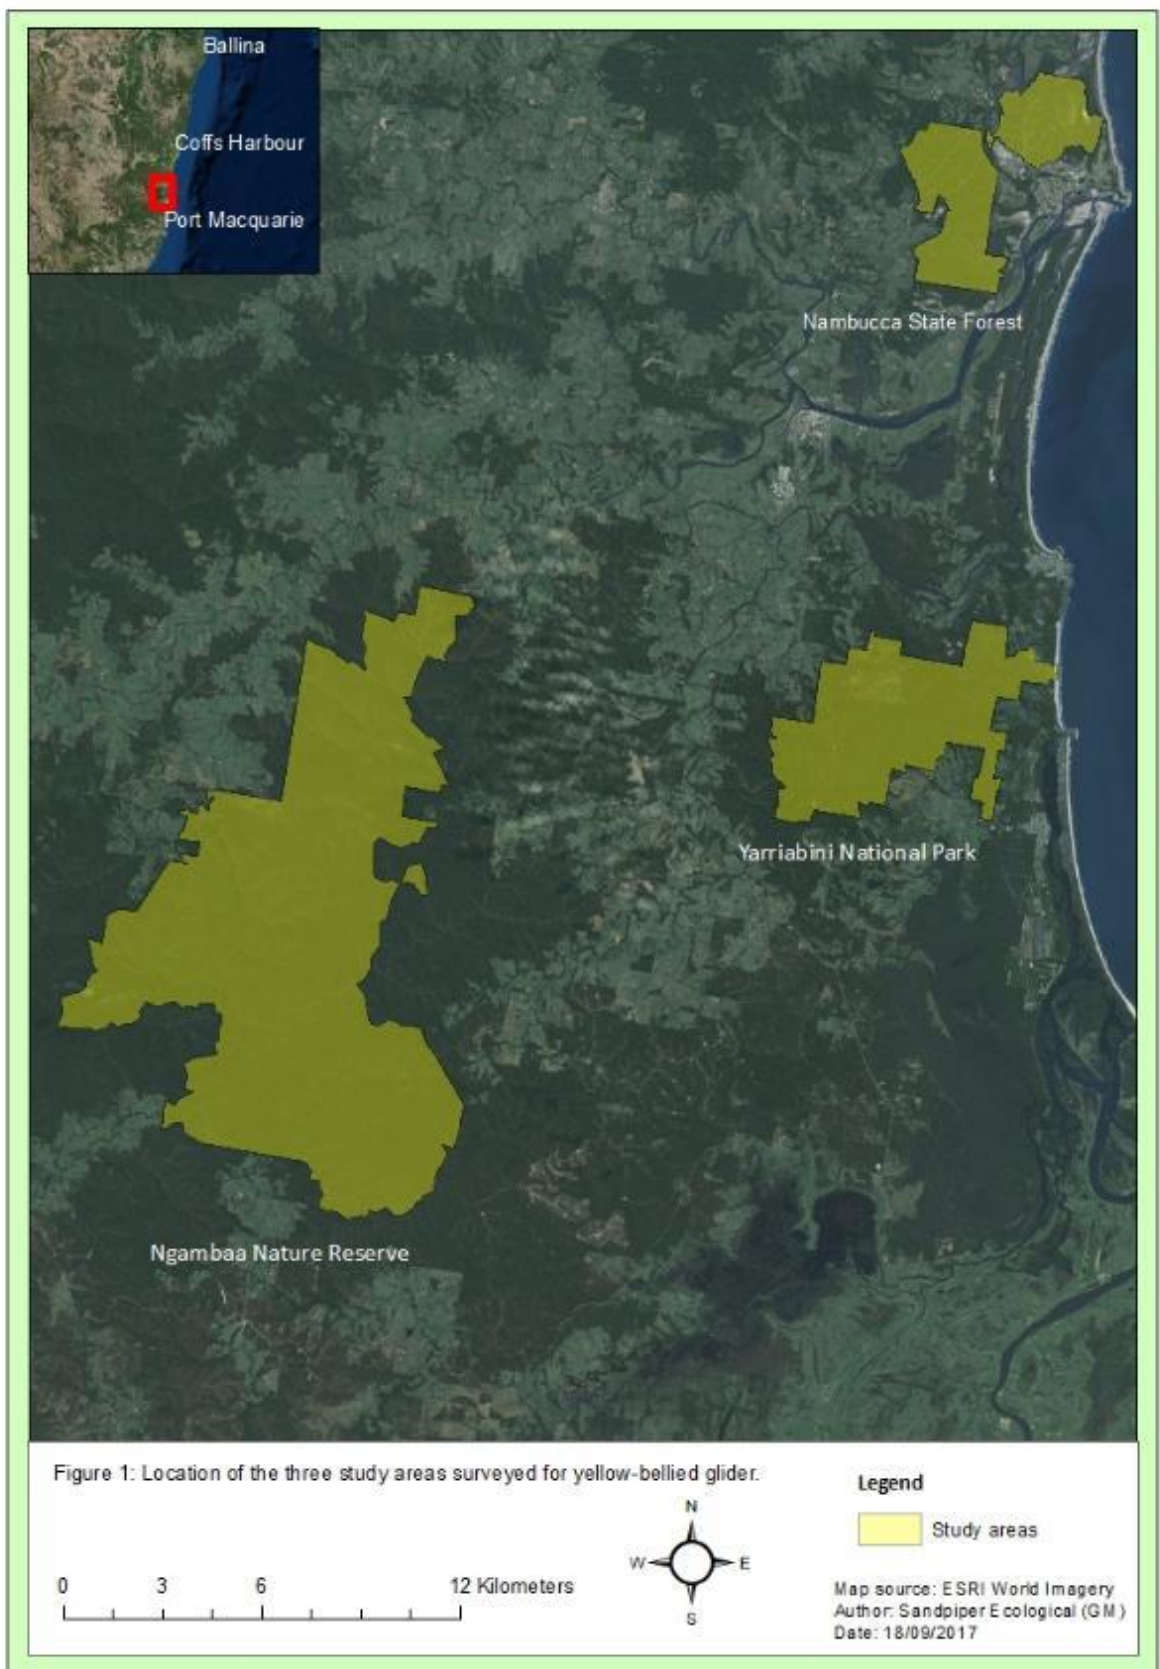 Ballina
Coffs Harbour
Port Macquarie
Nambucca State Forest
Yarriabini National Park
Ngambaa Nature Reserve
Figure 1: Location of the three study areas surveyed for yellow-bellied glider.
0 3 6 12 Kilometers
N
W E
S
Legend
Study areas
Map source: ESRI World Imagery
Author: Sandpiper Ecological (GM)
Date: 18/09/2017